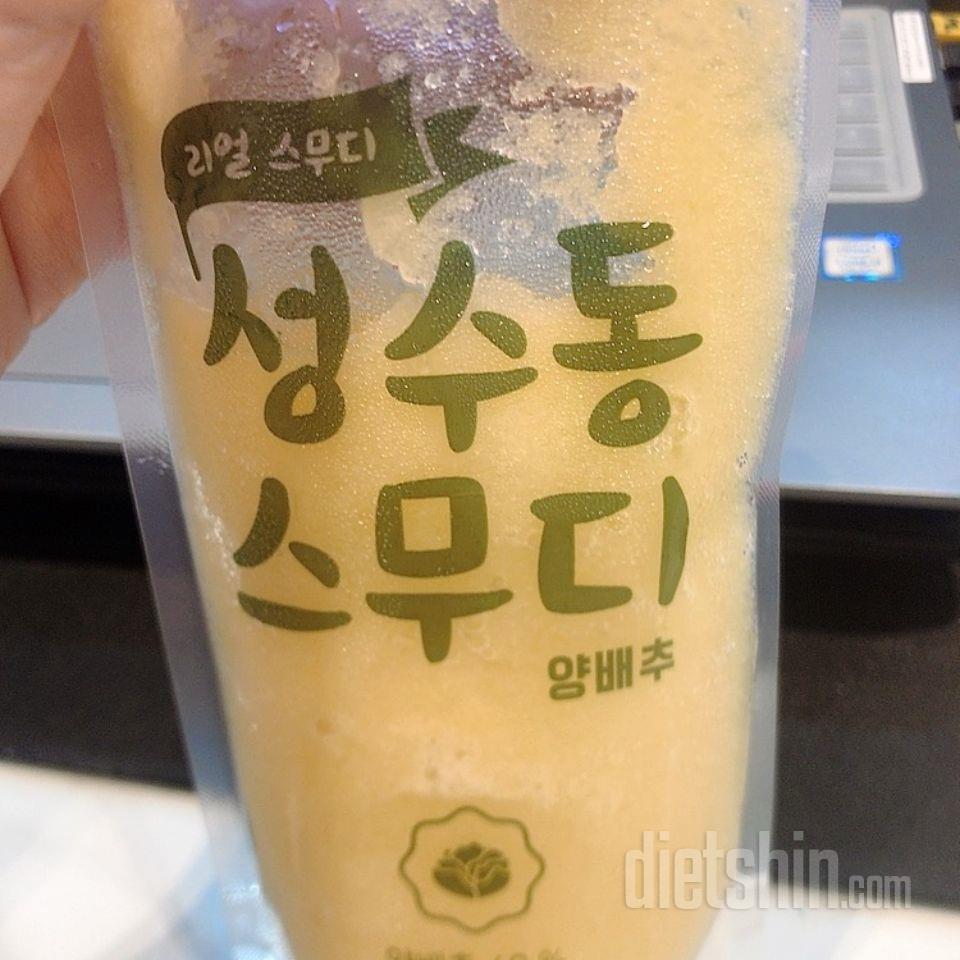 리얼 스무디
성수동
스무디
양배추
dietshin.com